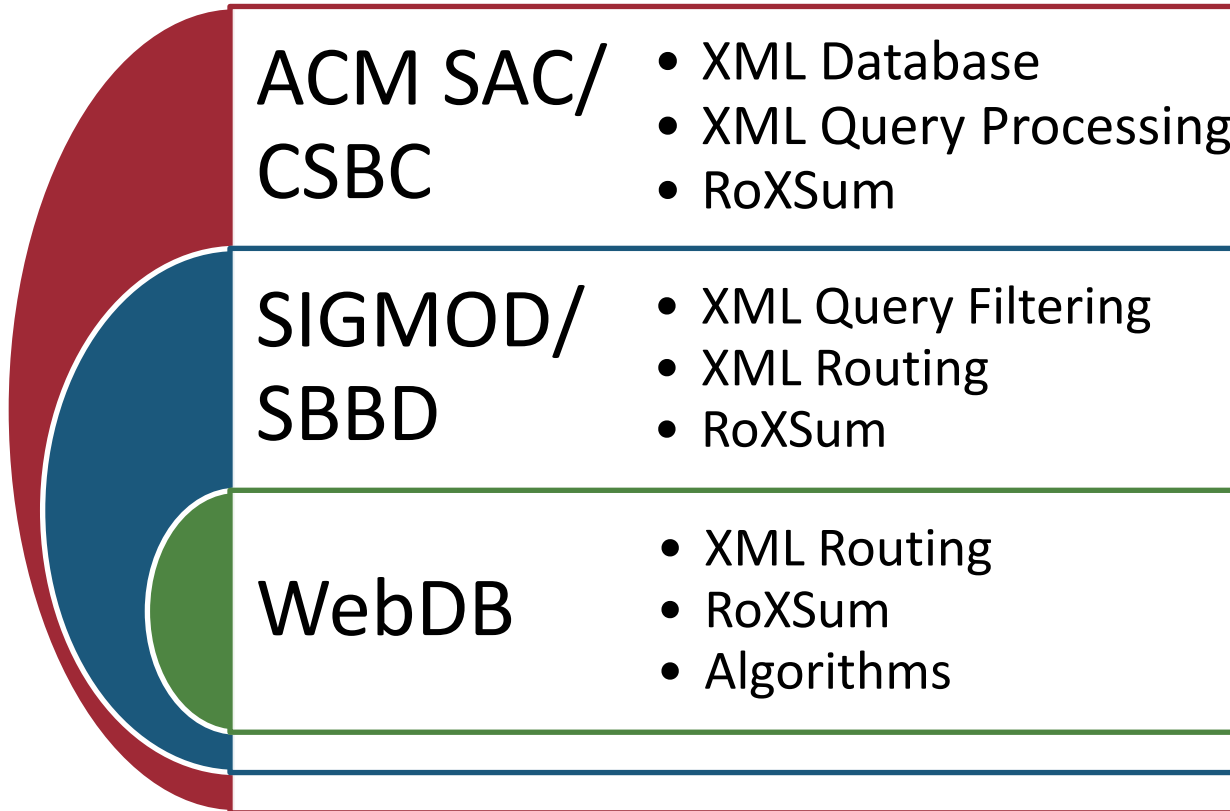 ACM SAC/
CSBC
• XML Database
• XML Query Processing
• RoXSum
SIGMOD/
SBBD
• XML Query Filtering
• XML Routing
• RoXSum
WebDB
• XML Routing
• RoXSum
• Algorithms